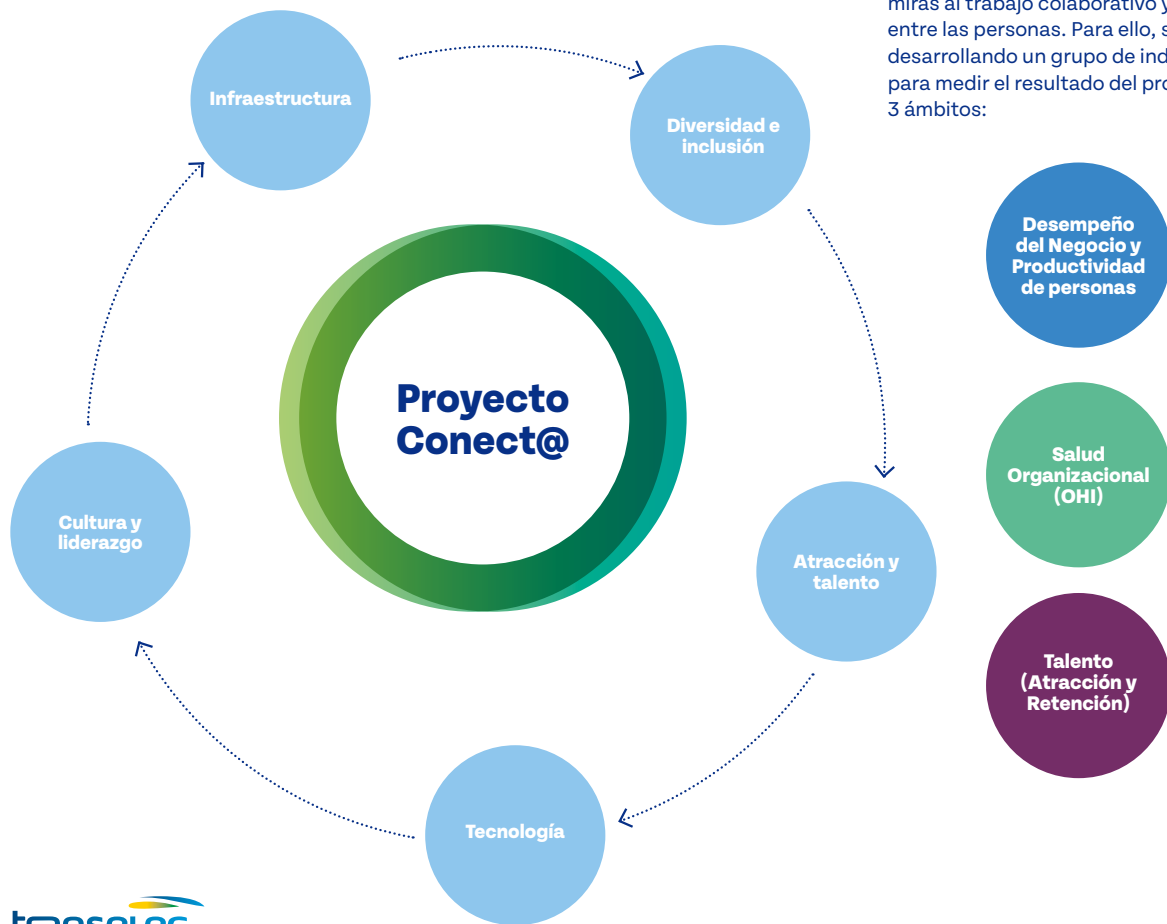 miras al trabajo colaborativo y
entre las personas. Para ello, s
desarrollando un grupo de ind
para medir el resultado del pro
3 ámbitos:
Infraestructura
Diversidad e
inclusión
Desempeño
del Negocio y
Productividad
de personas
Proyecto
Conect@
Salud
Organizacional
(OHI)
Cultura y
liderazgo
Atracción y
talento
Talento
(Atracción y
Retención)
Tecnología